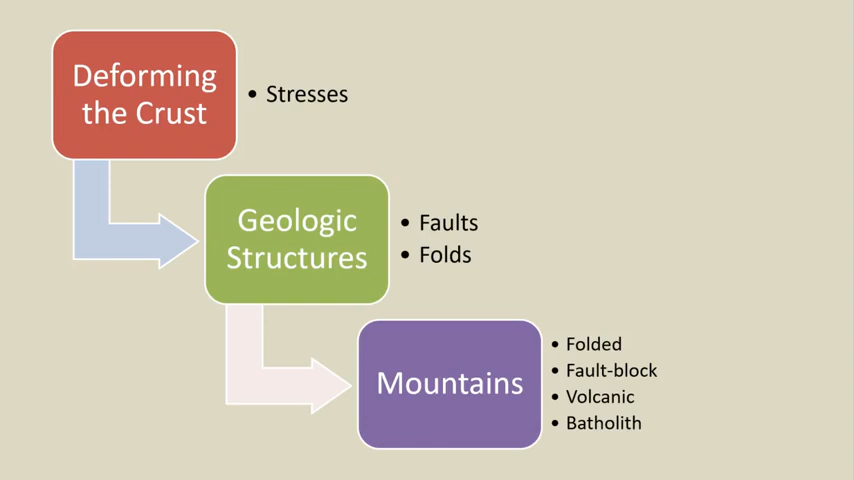 Deforming
the Crust
• Stresses
Geologic
Structures
• Faults
• Folds
Mountains
• Folded
• Fault-block
• Volcanic
• Batholith